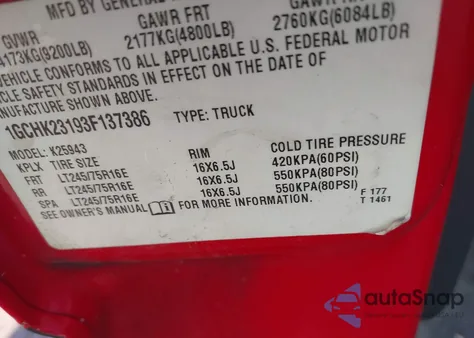 MFD BY GENERAL
GVWR GAWR FRT GAWR RR
4173KG(9200LB) 2177KG(4800LB) 2760KG(6084LB)
VEHICLE CONFORMS TO ALL APPLICABLE U.S. FEDERAL MOTOR
VEHICLE SAFETY STANDARDS IN EFFECT ON THE DATE OF
MANUFACTURE SHOWN ABOVE.
1GCHK23193F137386 TYPE: TRUCK
MODEL: K25943
KPLX TIRE SIZE RIM COLD TIRE PRESSURE
FRT LT245/75R16E 16X6.5J 420KPA(60PSI)
RR LT245/75R16E 16X6.5J 550KPA(80PSI)
SPA LT245/75R16E 16X6.5J 550KPA(80PSI)
SEE OWNER'S MANUAL FOR MORE INFORMATION.
F 177
T 1461
autoSnap